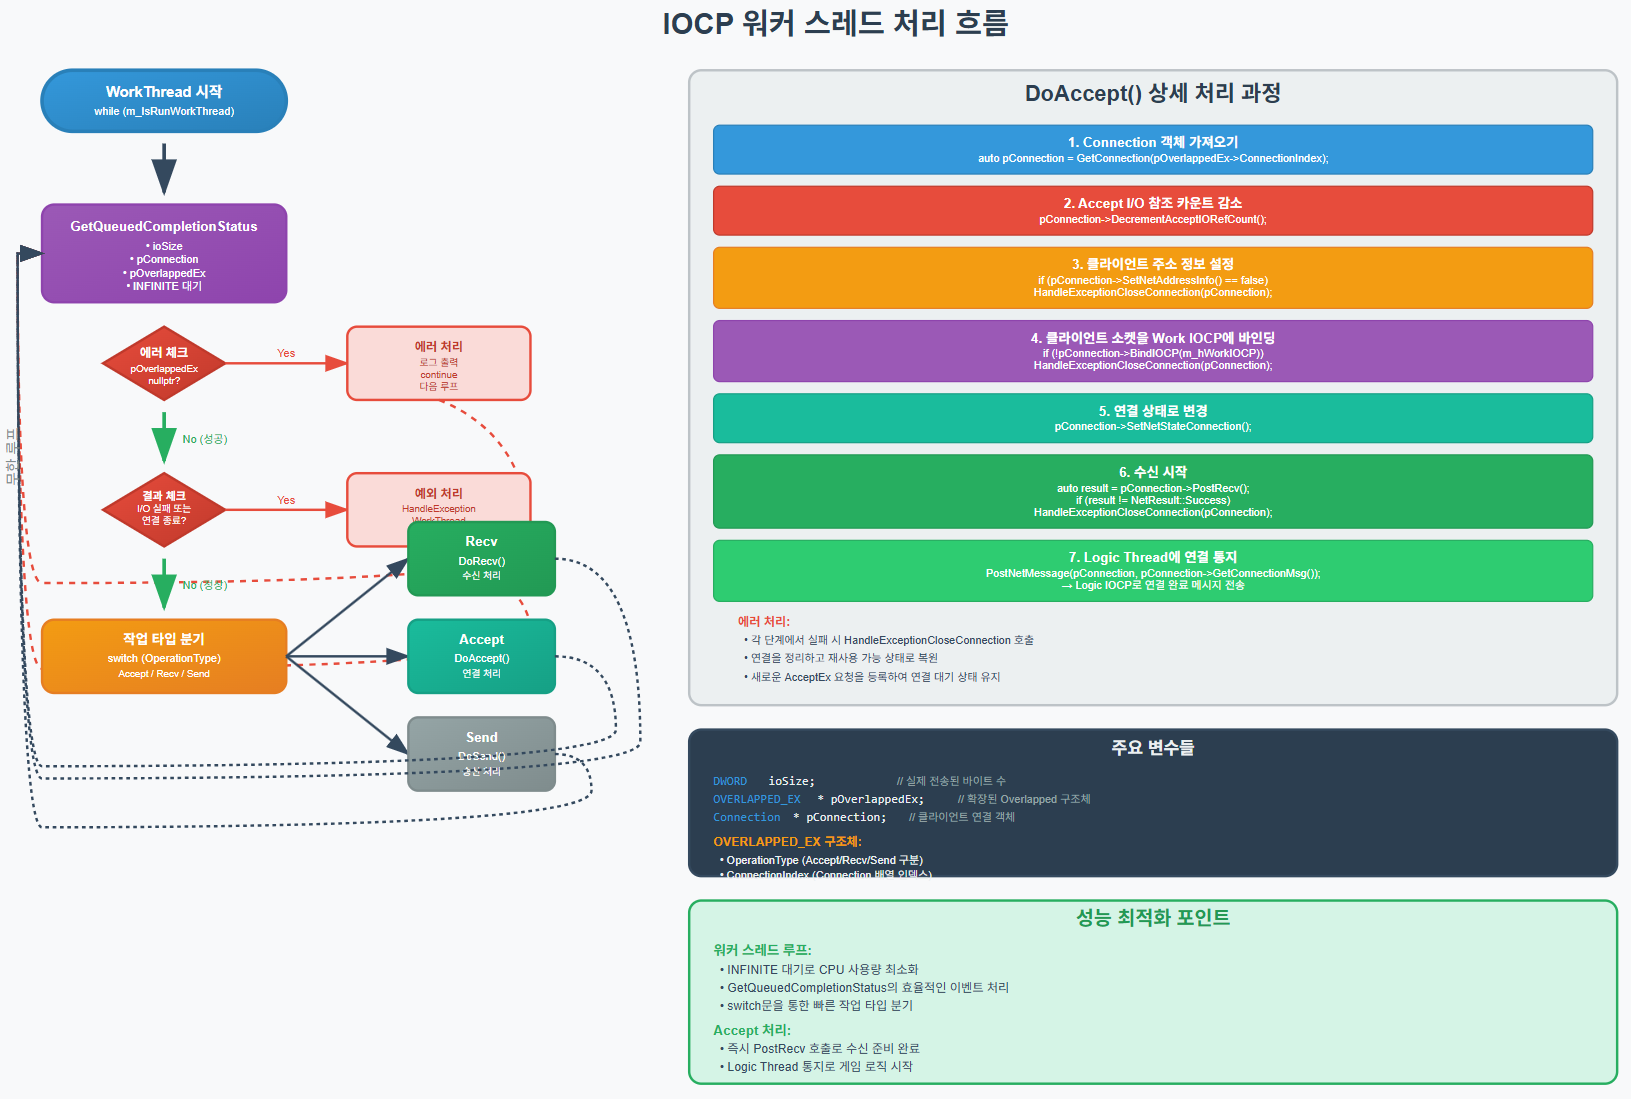 IOCP 워커 스레드 처리 흐름
WorkThread 시작
while (m_IsRunWorkThread)
GetQueuedCompletionStatus
• ioSize
• pConnection
• pOverlappedEx
• INFINITE 대기
에러 체크
pOverlappedEx
nullptr?
Yes
에러 처리
로그 출력
continue
다음 루프
No (성공)
무한 루프
결과 체크
I/O 실패 또는
연결 종료?
Yes
예외 처리
HandleException
WorkThread
No (정상)
작업 타입 분기
switch (OperationType)
Accept / Recv / Send
Recv
DoRecv()
수신 처리
Accept
DoAccept()
연결 처리
Send
DoSend()
송신 처리
DoAccept() 상세 처리 과정
1. Connection 객체 가져오기
auto pConnection = GetConnection(pOverlappedEx->ConnectionIndex);
2. Accept I/O 참조 카운트 감소
pConnection->DecrementAcceptIORefCount();
3. 클라이언트 주소 정보 설정
if (pConnection->SetNetAddressInfo() == false)
HandleExceptionCloseConnection(pConnection);
4. 클라이언트 소켓을 Work IOCP에 바인딩
if (!pConnection->BindIOCP(m_hWorkIOCP))
HandleExceptionCloseConnection(pConnection);
5. 연결 상태로 변경
pConnection->SetNetStateConnection();
6. 수신 시작
auto result = pConnection->PostRecv();
if (result != NetResult::Success)
HandleExceptionCloseConnection(pConnection);
7. Logic Thread에 연결 통지
PostNetMessage(pConnection, pConnection->GetConnectionMsg());
→ Logic IOCP로 연결 완료 메시지 전송
에러 처리:
• 각 단계에서 실패 시 HandleExceptionCloseConnection 호출
• 연결을 정리하고 재사용 가능 상태로 복원
• 새로운 AcceptEx 요청을 등록하여 연결 대기 상태 유지
주요 변수들
DWORD ioSize; // 실제 전송된 바이트 수
OVERLAPPED_EX * pOverlappedEx; // 확장된 Overlapped 구조체
Connection * pConnection; // 클라이언트 연결 객체
OVERLAPPED_EX 구조체:
• OperationType (Accept/Recv/Send 구분)
• ConnectionIndex (Connection 배열 인덱스)
성능 최적화 포인트
워커 스레드 루프:
• INFINITE 대기로 CPU 사용량 최소화
• GetQueuedCompletionStatus의 효율적인 이벤트 처리
• switch문을 통한 빠른 작업 타입 분기
Accept 처리:
• 즉시 PostRecv 호출로 수신 준비 완료
• Logic Thread 통지로 게임 로직 시작